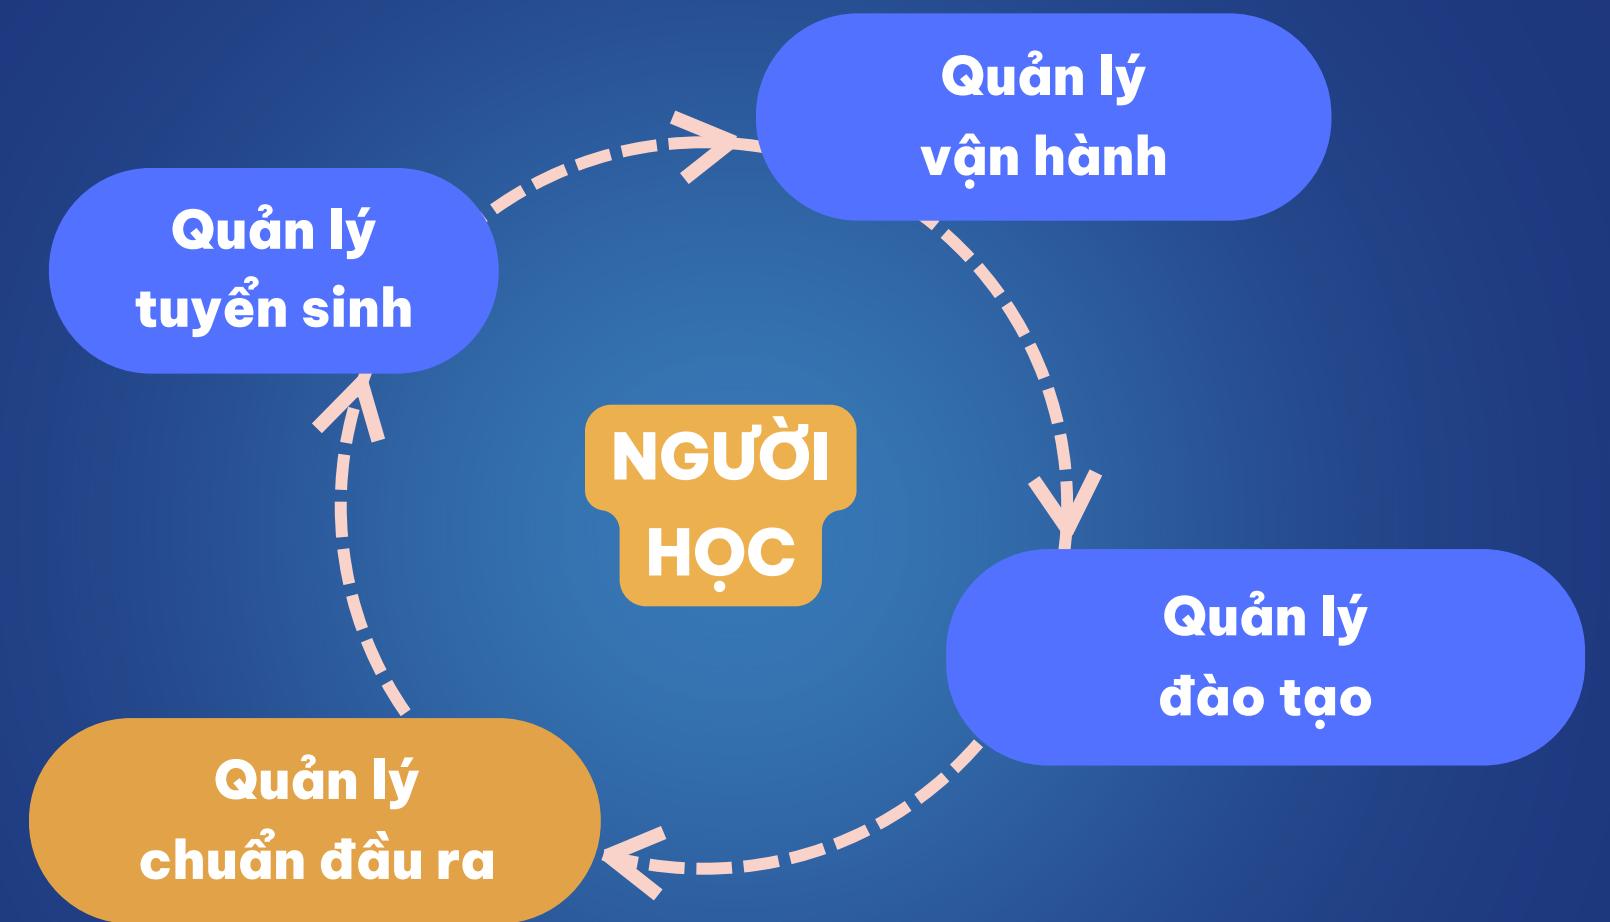 Quản lý
vận hành
Quản lý
tuyển sinh
NGƯỜI
HỌC
Quản lý
đào tạo
Quản lý
chuẩn đầu ra